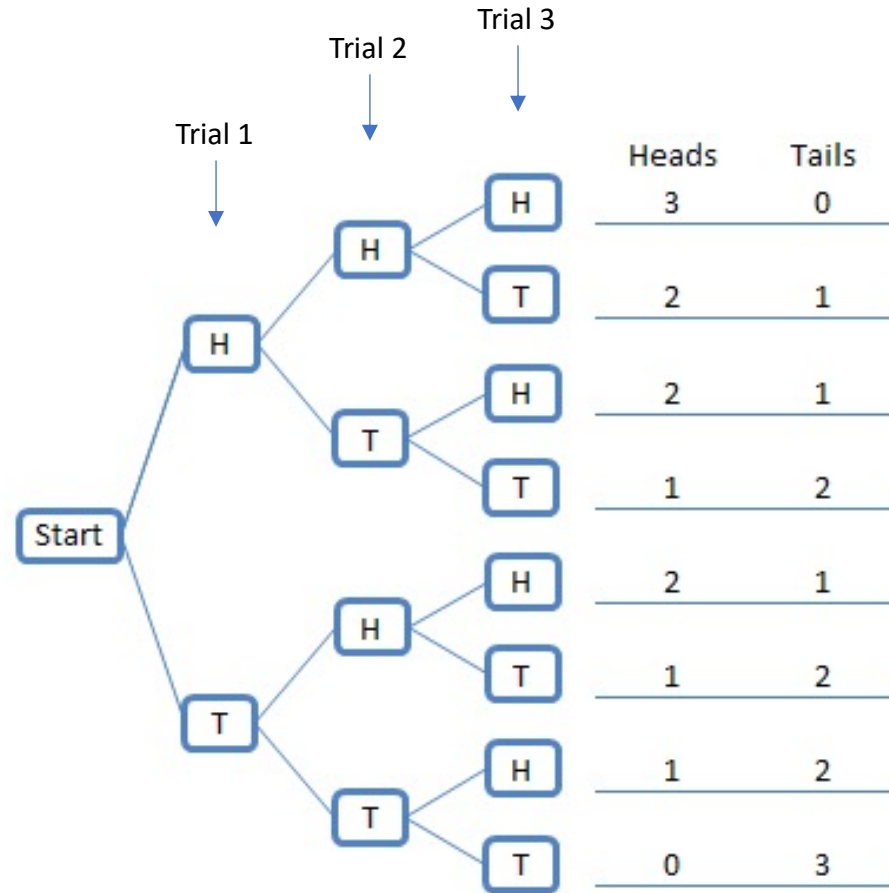 Trial 3
Trial 2
Trial 1
Heads Tails
H 3 0
H
T 2 1
H
H 2 1
T
T 1 2
Start
H 2 1
H
T 1 2
T
H 1 2
T
T 0 3